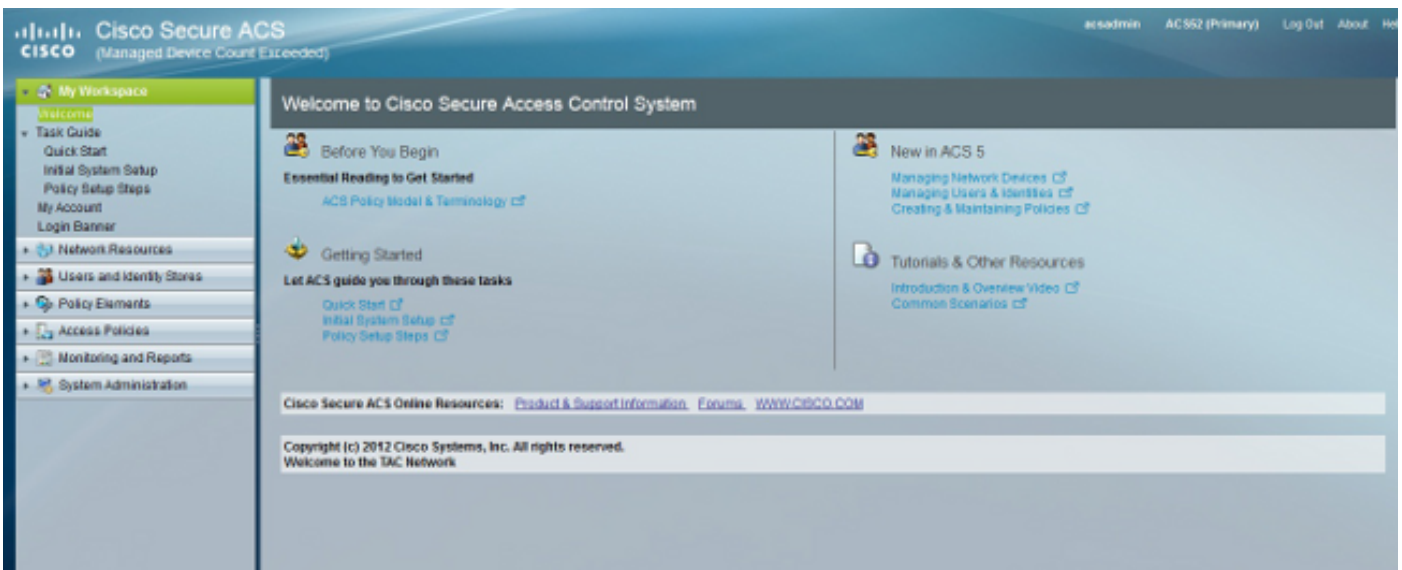 Cisco Secure ACS
CISCO (Managed Device Count Exceeded)
acsadmin ACS52 (Primary) Log Out About Hel
My Workspace
Welcome
Task Guide
Quick Start
Initial System Setup
Policy Setup Steps
My Account
Login Banner
Network Resources
Users and Identity Stores
Policy Elements
Access Policies
Monitoring and Reports
System Administration
Welcome to Cisco Secure Access Control System
Before You Begin
Essential Reading to Get Started
ACS Policy Model & Terminology
Getting Started
Let ACS guide you through these tasks
Quick Start
Initial System Setup
Policy Setup Steps
New in ACS 5
Managing Network Devices
Managing Users & Identities
Creating & Maintaining Policies
Tutorials & Other Resources
Introduction & Overview Video
Common Scenarios
Cisco Secure ACS Online Resources: Product & Support Information Forums WWW.CISCO.COM
Copyright (c) 2012 Cisco Systems, Inc. All rights reserved.
Welcome to the TAC Network